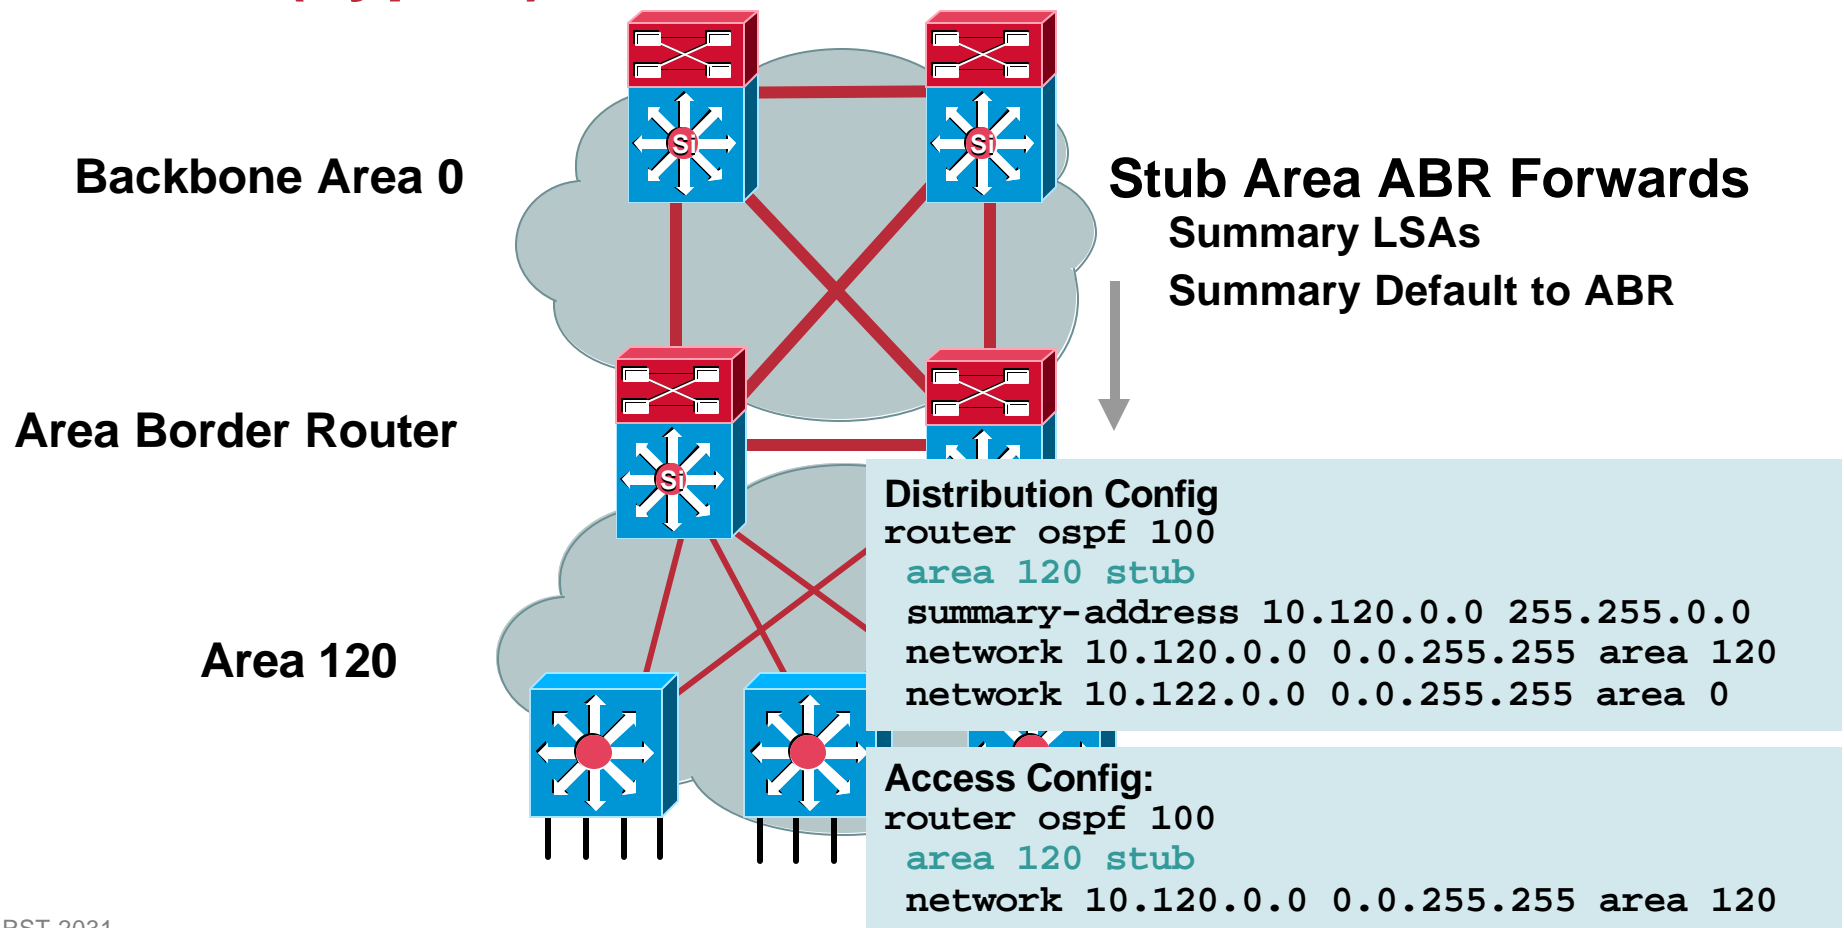 Backbone Area 0
Stub Area ABR Forwards
Summary LSAs
Summary Default to ABR
Area Border Router
Area 120
Si
Si
Si
Distribution Config
router ospf 100
area 120 stub
summary-address 10.120.0.0 255.255.0.0
network 10.120.0.0 0.0.255.255 area 120
network 10.122.0.0 0.0.255.255 area 0
Access Config:
router ospf 100
area 120 stub
network 10.120.0.0 0.0.255.255 area 120